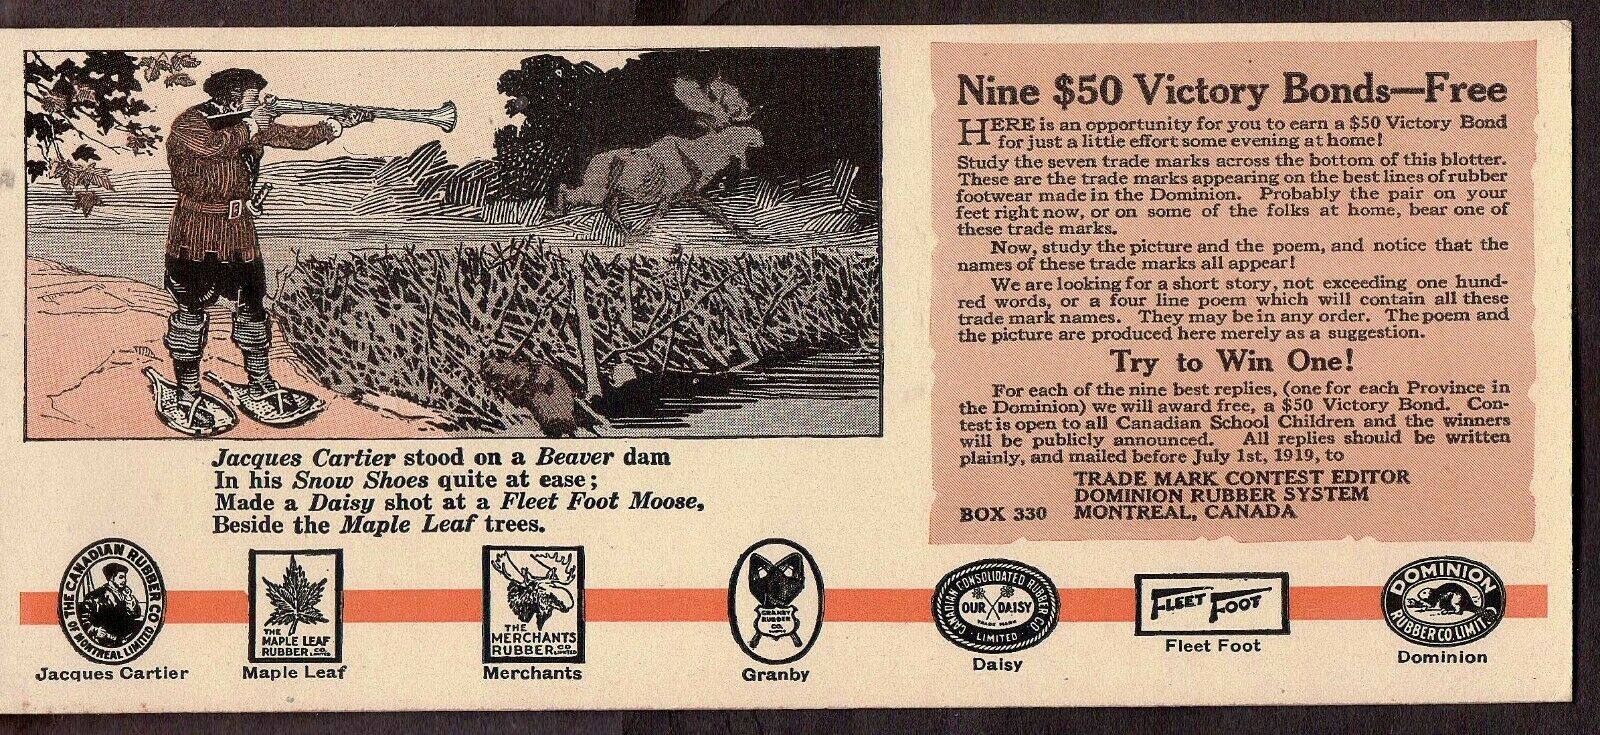 Nine $50 Victory Bonds—Free
HERE is an opportunity for you to earn a $50 Victory Bond
for just a little effort some evening at home!
Study the seven trade marks across the bottom of this blotter.
These are the trade marks appearing on the best lines of rubber
footwear made in the Dominion. Probably the pair on your
feet right now, or on some of the folks at home, bear one of
these trade marks.
Now, study the picture and the poem, and notice that the
names of these trade marks all appear!
We are looking for a short story, not exceeding one hund-
red words, or a four line poem which will contain all these
trade mark names. They may be in any order. The poem and
the picture are produced here merely as a suggestion.
Try to Win One!
For each of the nine best replies, (one for each Province in
the Dominion) we will award free, a $50 Victory Bond. Con-
test is open to all Canadian School Children and the winners
will be publicly announced. All replies should be written
plainly, and mailed before July 1st, 1919, to
TRADE MARK CONTEST EDITOR
DOMINION RUBBER SYSTEM
BOX 330 MONTREAL, CANADA
Jacques Cartier stood on a Beaver dam
In his Snow Shoes quite at ease;
Made a Daisy shot at a Fleet Foot Moose,
Beside the Maple Leaf trees.
THE CANADIAN RUBBER CO.
OF MONTREAL LIMITED
Jacques Cartier
THE
MAPLE LEAF
RUBBER CO. LIMITED
Maple Leaf
THE
MERCHANTS
RUBBER CO LIMITED
Merchants
GRANBY
RUBBER
CO.
Granby
CANADIAN CONSOLIDATED RUBBER CO
OUR DAISY
TRADE MARK
LIMITED
Daisy
FLEET FOOT
Fleet Foot
DOMINION
RUBBER CO. LIMITED
Dominion